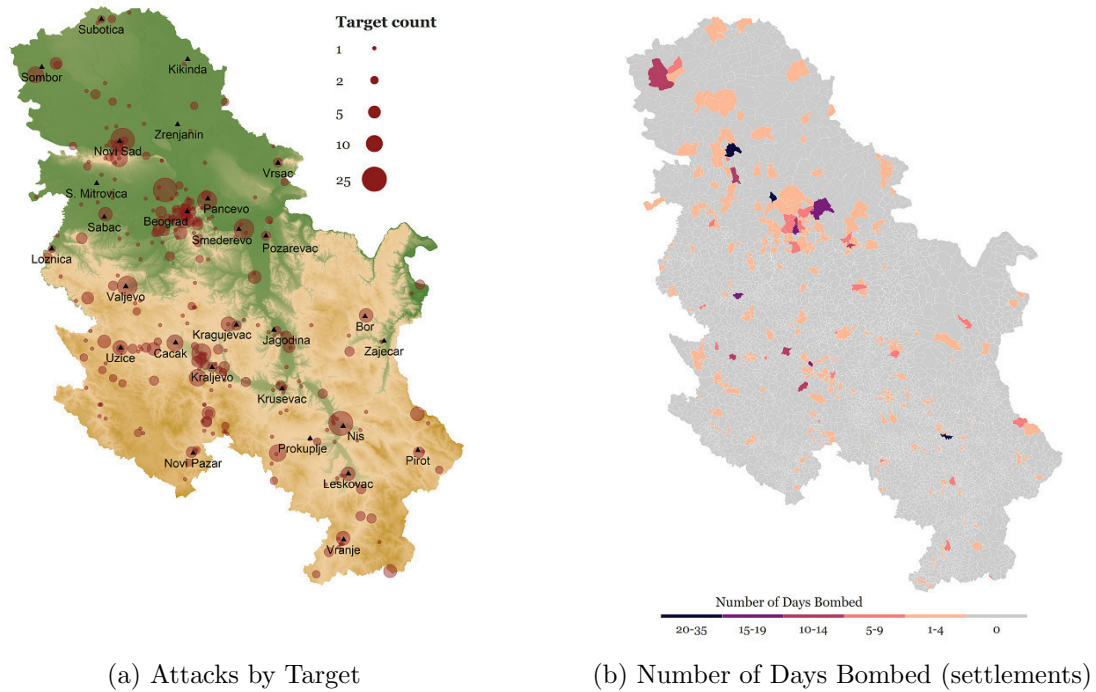 Target count
1
2
5
10
25
Subotica
Sombor
Kikinda
Zrenjanin
Novi Sad
Vrsac
S. Mitrovica
Pancevo
Sabac
Beograd
Smederevo
Pozarevac
Loznica
Valjevo
Bor
Kragujevac
Jagodina
Zajecar
Uzice
Cacak
Kraljevo
Krusevac
Nis
Prokuplje
Novi Pazar
Pirot
Leskovac
Vranje
Number of Days Bombed
20-35 15-19 10-14 5-9 1-4 0
(a) Attacks by Target
(b) Number of Days Bombed (settlements)